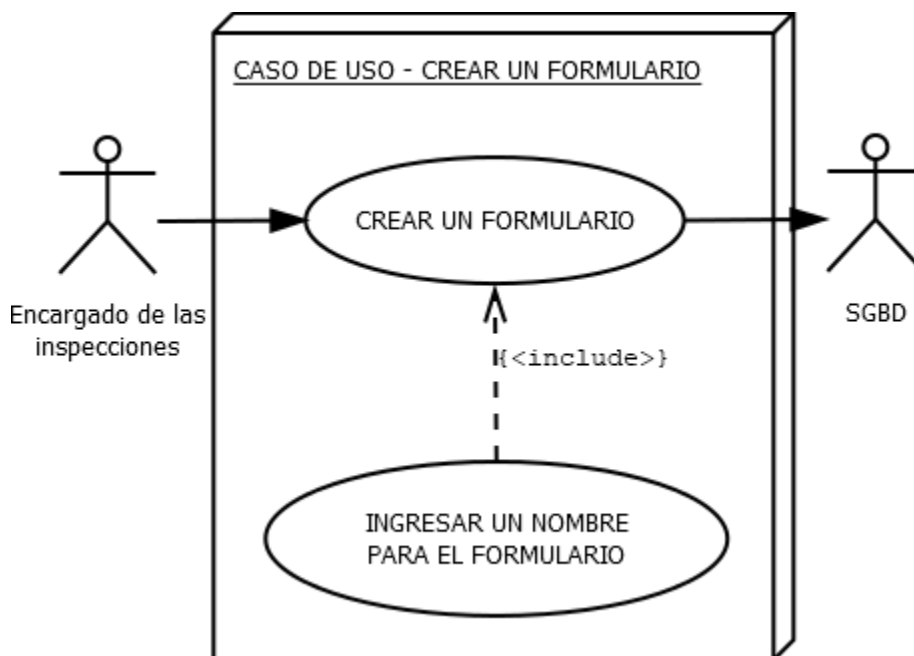 CASO DE USO - CREAR UN FORMULARIO
CREAR UN FORMULARIO
Encargado de las
inspecciones
SGBD
{<include>}
INGRESAR UN NOMBRE
PARA EL FORMULARIO